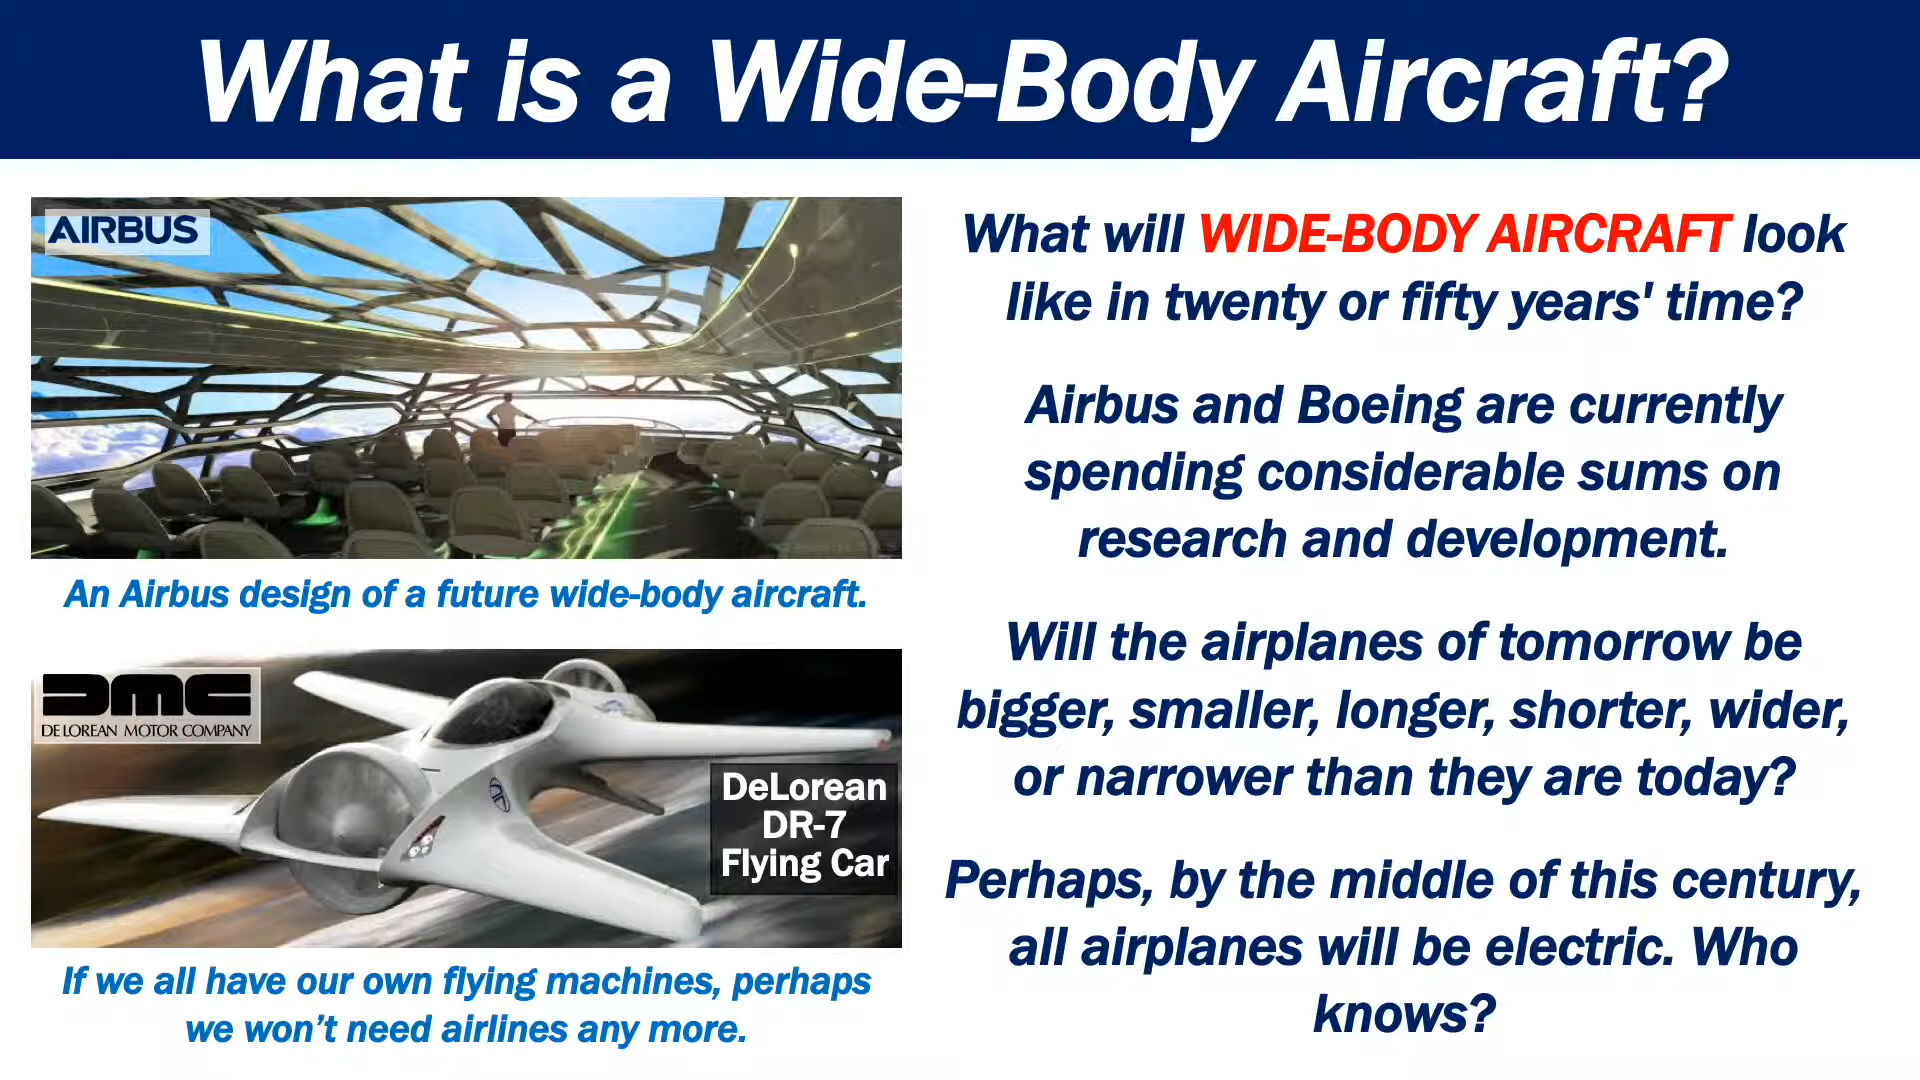 What is a Wide-Body Aircraft?
AIRBUS
An Airbus design of a future wide-body aircraft.
DMC
DE LOREAN MOTOR COMPANY
DeLorean
DR-7
Flying Car
If we all have our own flying machines, perhaps
we won’t need airlines any more.
What will WIDE-BODY AIRCRAFT look
like in twenty or fifty years' time?
Airbus and Boeing are currently
spending considerable sums on
research and development.
Will the airplanes of tomorrow be
bigger, smaller, longer, shorter, wider,
or narrower than they are today?
Perhaps, by the middle of this century,
all airplanes will be electric. Who
knows?